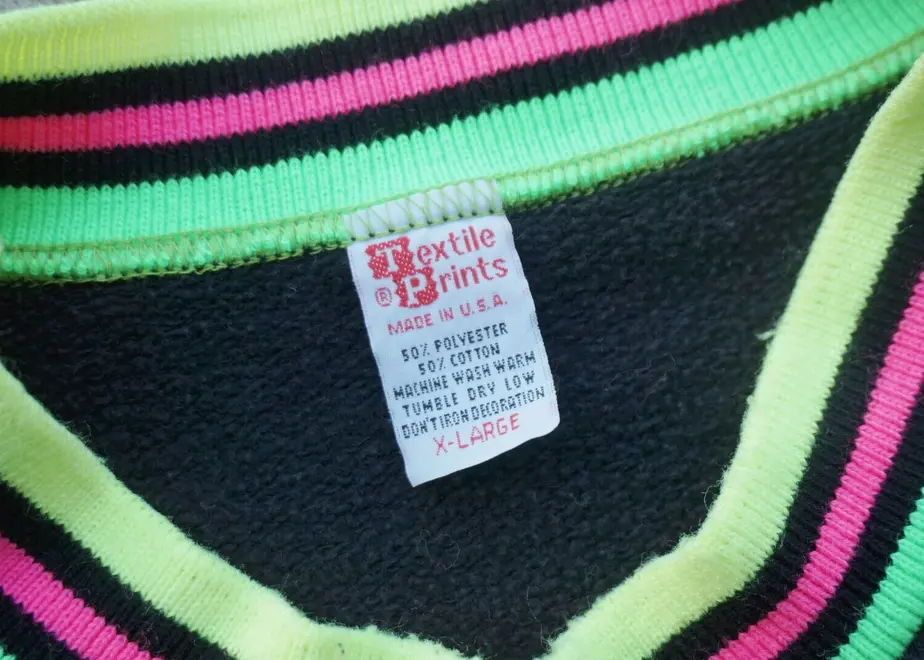 Textile
® Prints
MADE IN U.S.A.
50% POLYESTER
50% COTTON
MACHINE WASH WARM
TUMBLE DRY LOW
DON'T IRON DECORATION
X-LARGE